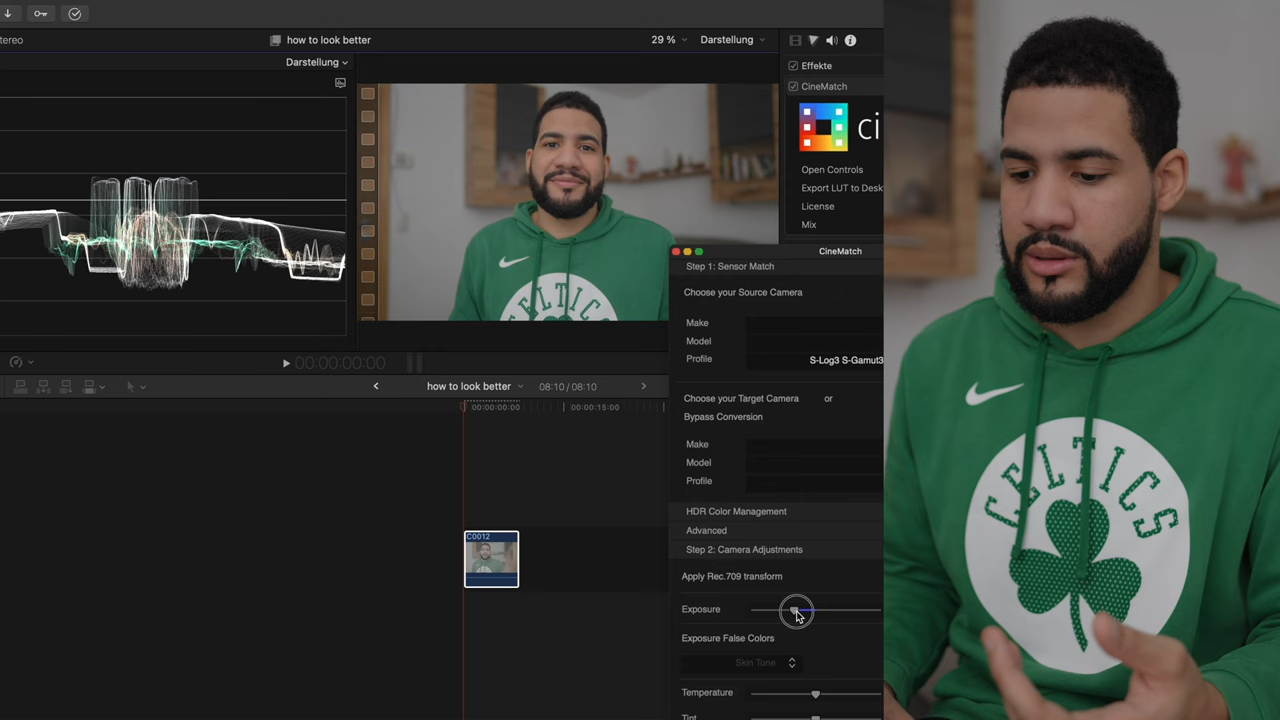 tereo
how to look better
29 %
Darstellung
Darstellung
Effekte
CineMatch
ci
Open Controls
Export LUT to Desk
License
Mix
CELTICS
CineMatch
Step 1: Sensor Match
Choose your Source Camera
Make
Model
Profile
S-Log3 S-Gamut3
00:00:00:00
how to look better
08:10 / 08:10
00:00:00:00
00:00:15:00
Choose your Target Camera or
Bypass Conversion
Make
Model
Profile
HDR Color Management
Advanced
Step 2: Camera Adjustments
C0012
Apply Rec.709 transform
Exposure
Exposure False Colors
Skin Tone
Temperature
Tint
CELTICS